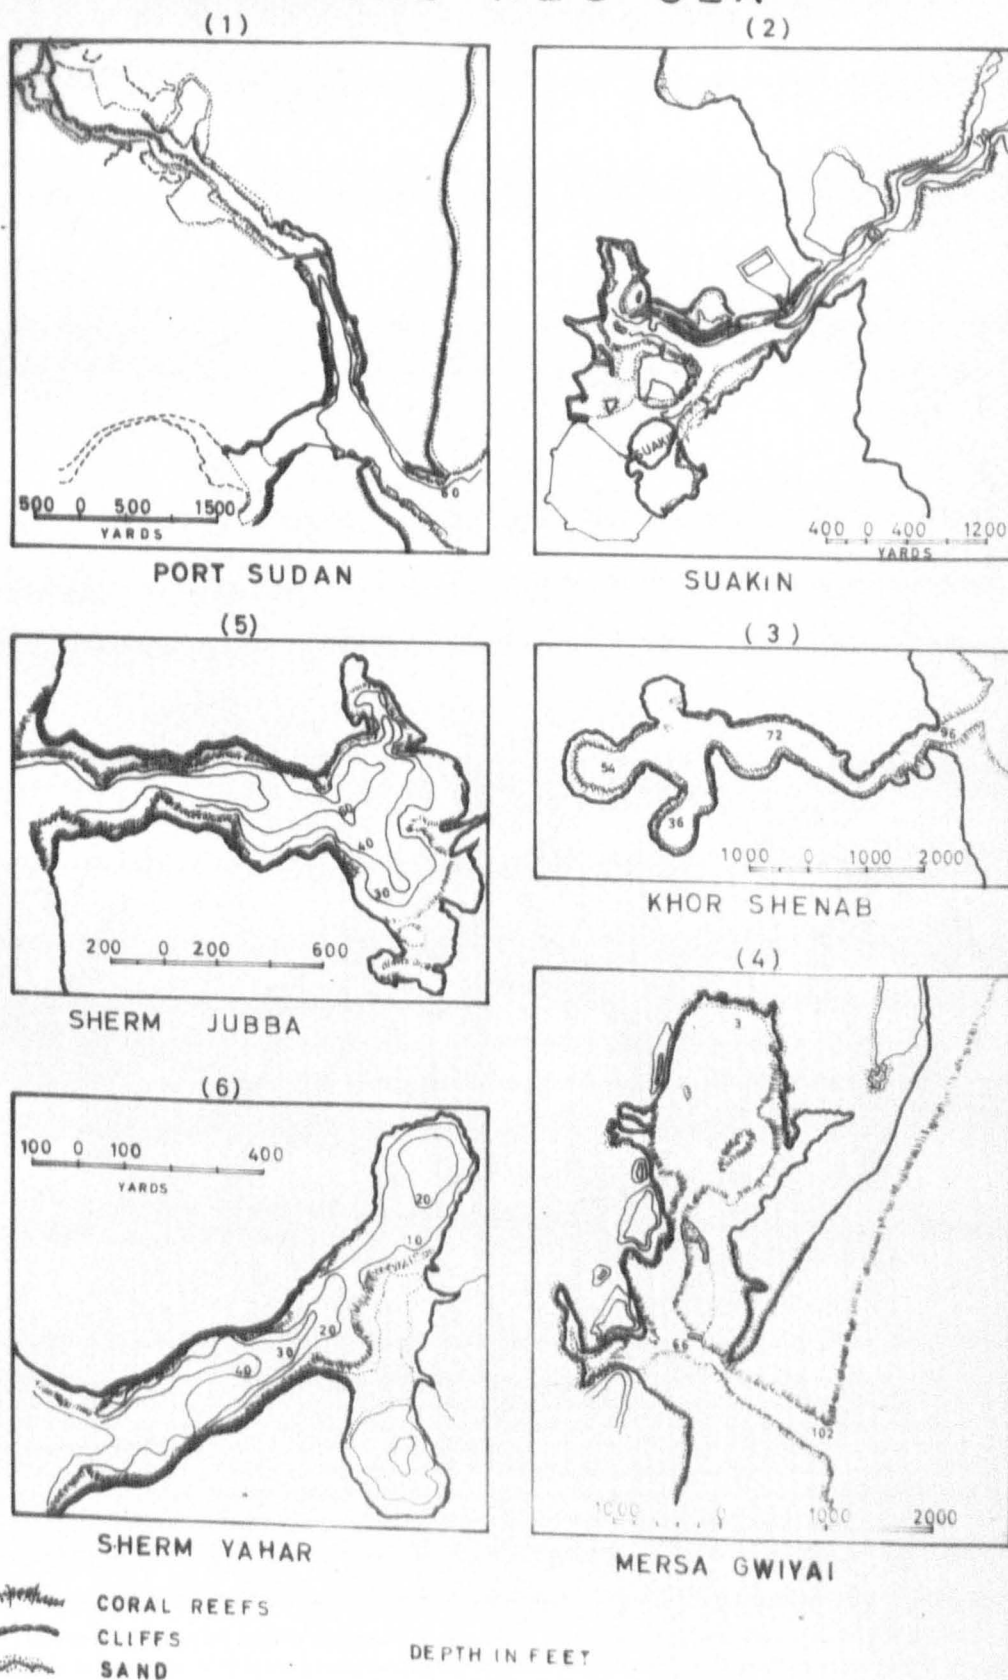 (1)
500 0 500 1500
YARDS
60
PORT SUDAN
(2)
SUAKIN
400 0 400 1200
YARDS
SUAKIN
(5)
60
40
30
200 0 200 600
SHERM JUBBA
(3)
96
72
54
36
1000 0 1000 2000
KHOR SHENAB
(6)
100 0 100 400
YARDS
20
10
20
30
40
SHERM YAHAR
(4)
3
66
102
1000 0 1000 2000
MERSA GWIYAI
CORAL REEFS
CLIFFS
SAND
DEPTH IN FEET